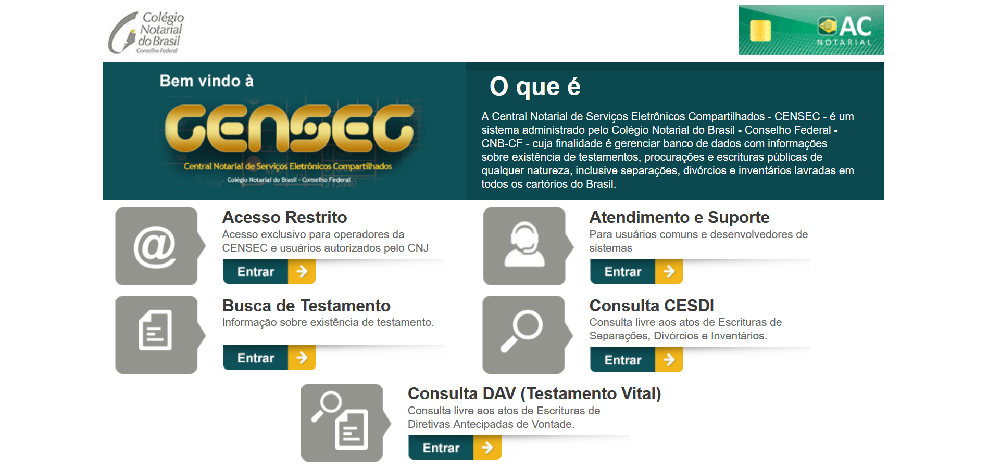 Colégio
Notarial
do Brasil
Conselho Federal
AC
NOTARIAL
Bem vindo à
CENSEC
Central Notarial de Serviços Eletrônicos Compartilhados
Colégio Notarial do Brasil - Conselho Federal
O que é
A Central Notarial de Serviços Eletrônicos Compartilhados - CENSEC - é um
sistema administrado pelo Colégio Notarial do Brasil - Conselho Federal -
CNB-CF - cuja finalidade é gerenciar banco de dados com informações
sobre existência de testamentos, procurações e escrituras públicas de
qualquer natureza, inclusive separações, divórcios e inventários lavradas em
todos os cartórios do Brasil.
Acesso Restrito
Acesso exclusivo para operadores da
CENSEC e usuários autorizados pelo CNJ
Entrar
Atendimento e Suporte
Para usuários comuns e desenvolvedores de
sistemas
Entrar
Busca de Testamento
Informação sobre existência de testamento.
Entrar
Consulta CESDI
Consulta livre aos atos de Escrituras de
Separações, Divórcios e Inventários.
Entrar
Consulta DAV (Testamento Vital)
Consulta livre aos atos de Escrituras de
Diretivas Antecipadas de Vontade.
Entrar